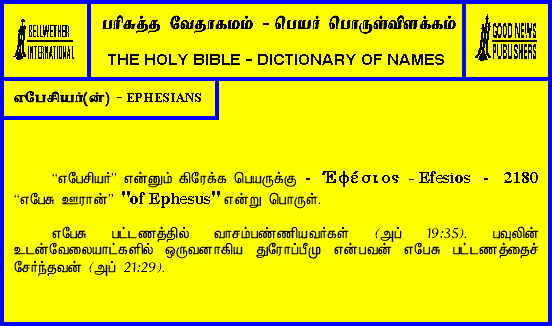 BELLWETHER
INTERNATIONAL
பரிசுத்த வேதாகமம் - பெயர் பொருள்விளக்கம்
THE HOLY BIBLE - DICTIONARY OF NAMES
GOOD NEWS
PUBLISHERS
எபேசியர்(ன்) - EPHESIANS
“எபேசியர்” என்னும் கிரேக்க பெயருக்கு - Ἐφέσιος - Efesios - 2180
“எபேசு ஊரான்” "of Ephesus" என்று பொருள்.
எபேசு பட்டணத்தில் வாசம்பண்ணியவர்கள் (அப் 19:35). பவுலின்
உடன்வேலையாட்களில் ஒருவனாகிய துரோப்பீமு என்பவன் எபேசு பட்டணத்தைச்
சேர்ந்தவன் (அப் 21:29).